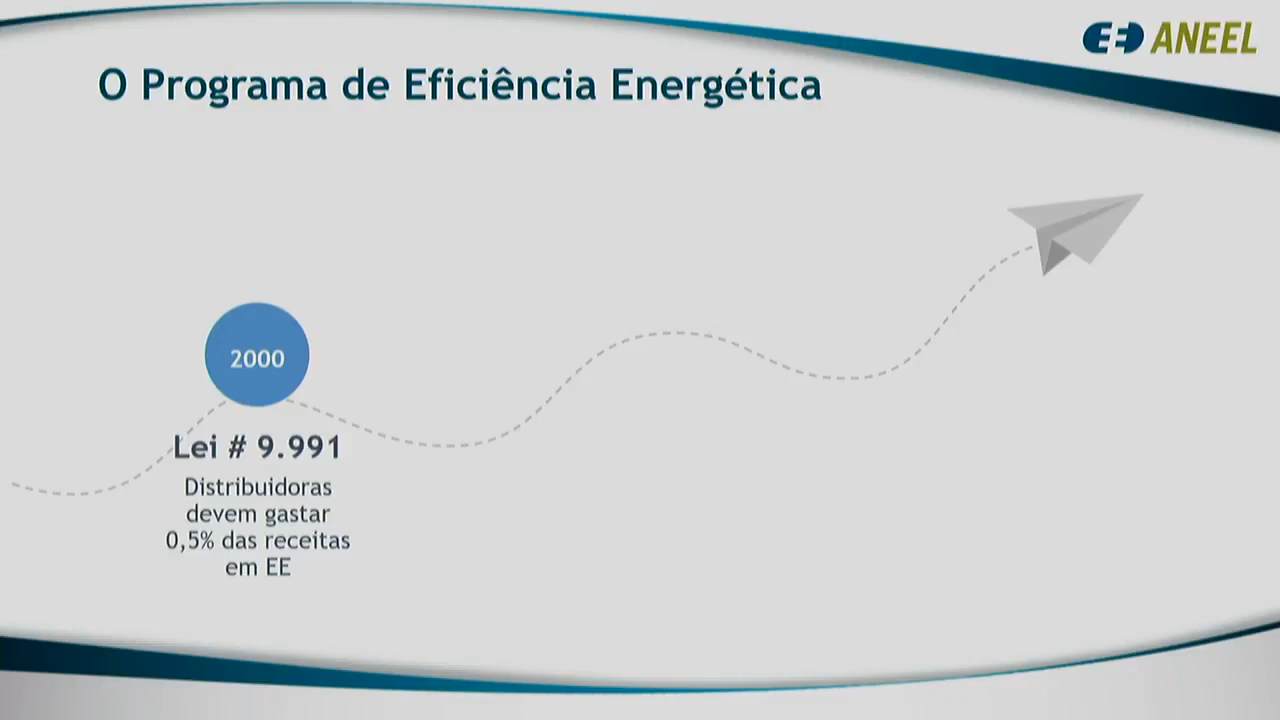 ANEEL
O Programa de Eficiência Energética
2000
Lei # 9.991
Distribuidoras
devem gastar
0,5% das receitas
em EE